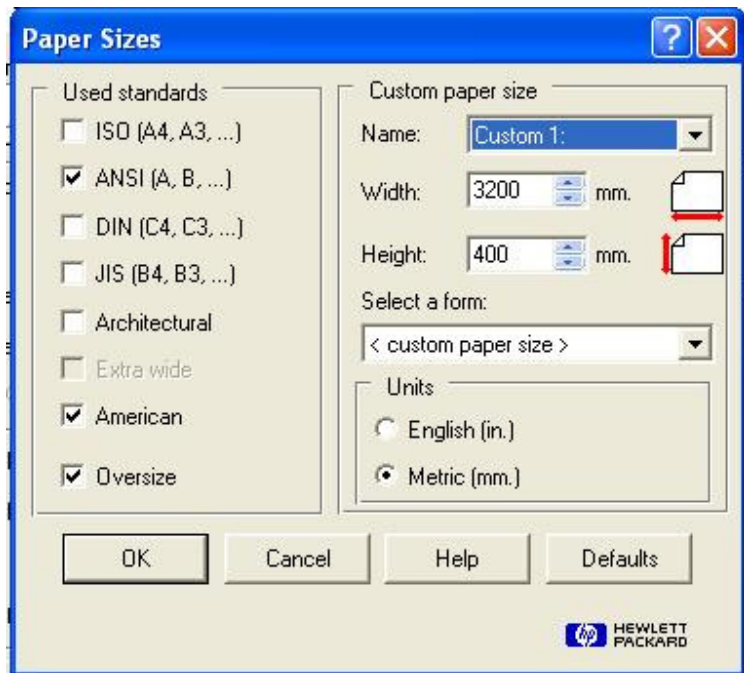 Paper Sizes
?
Used standards
ISO (A4, A3, ...)
ANSI (A, B, ...)
DIN (C4, C3, ...)
JIS (B4, B3, ...)
Architectural
Extra wide
American
Oversize
Custom paper size
Name: Custom 1:
Width: 3200 mm.
Height: 400 mm.
Select a form:
< custom paper size >
Units
English (in.)
Metric (mm.)
OK Cancel Help Defaults
hp HEWLETT
PACKARD